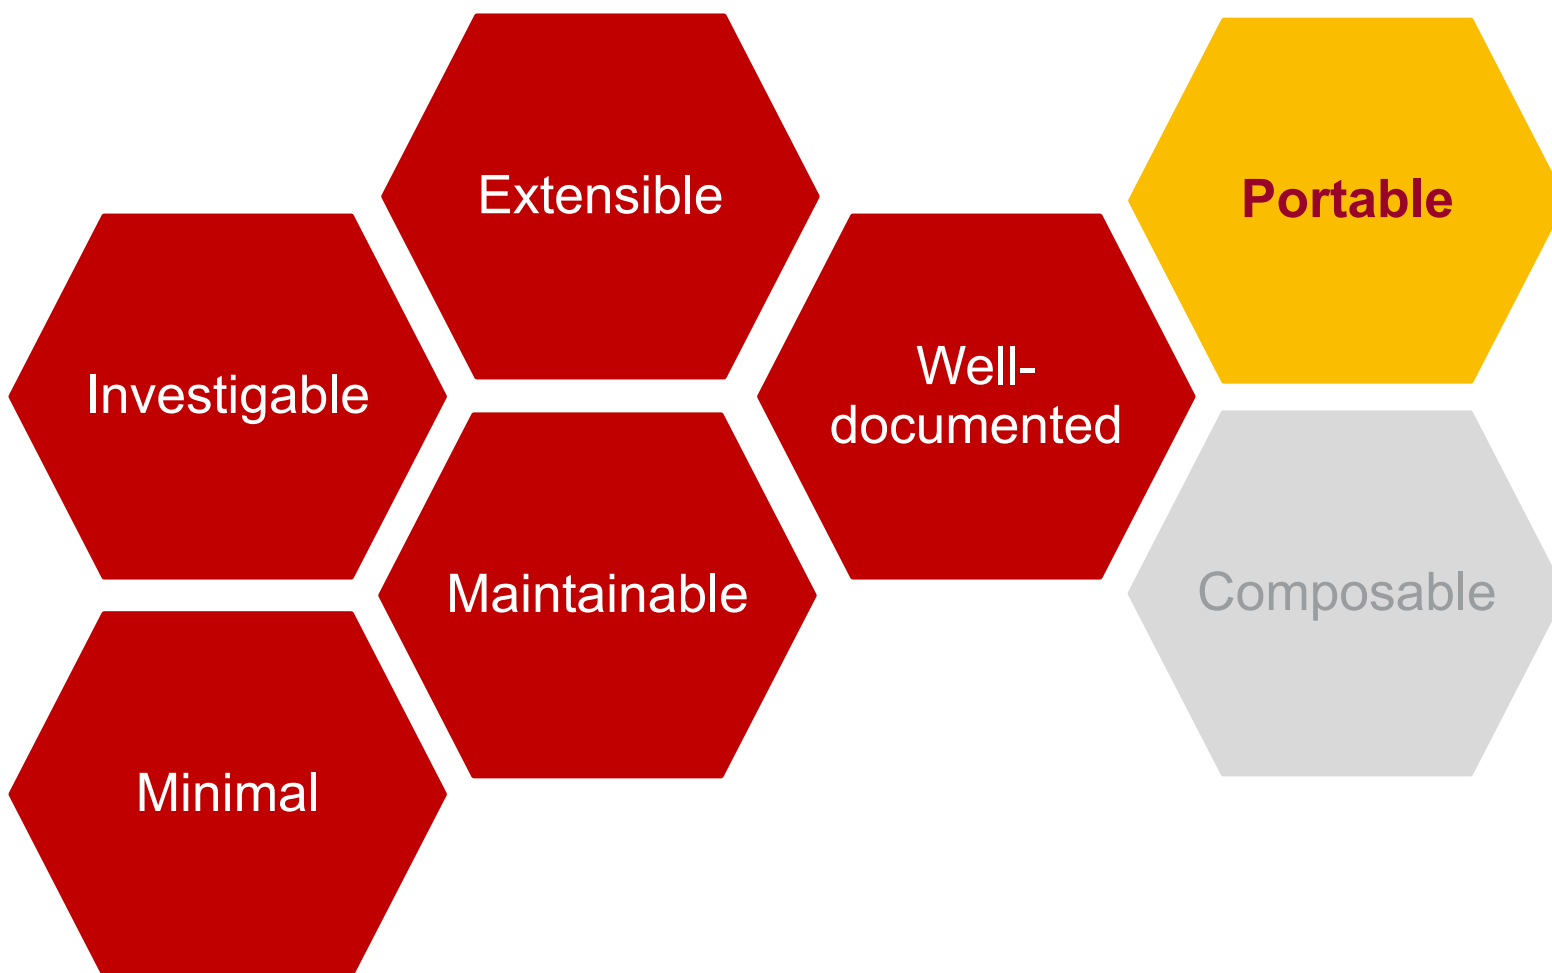 Extensible
Portable
Investigable
Well-
documented
Maintainable
Composable
Minimal